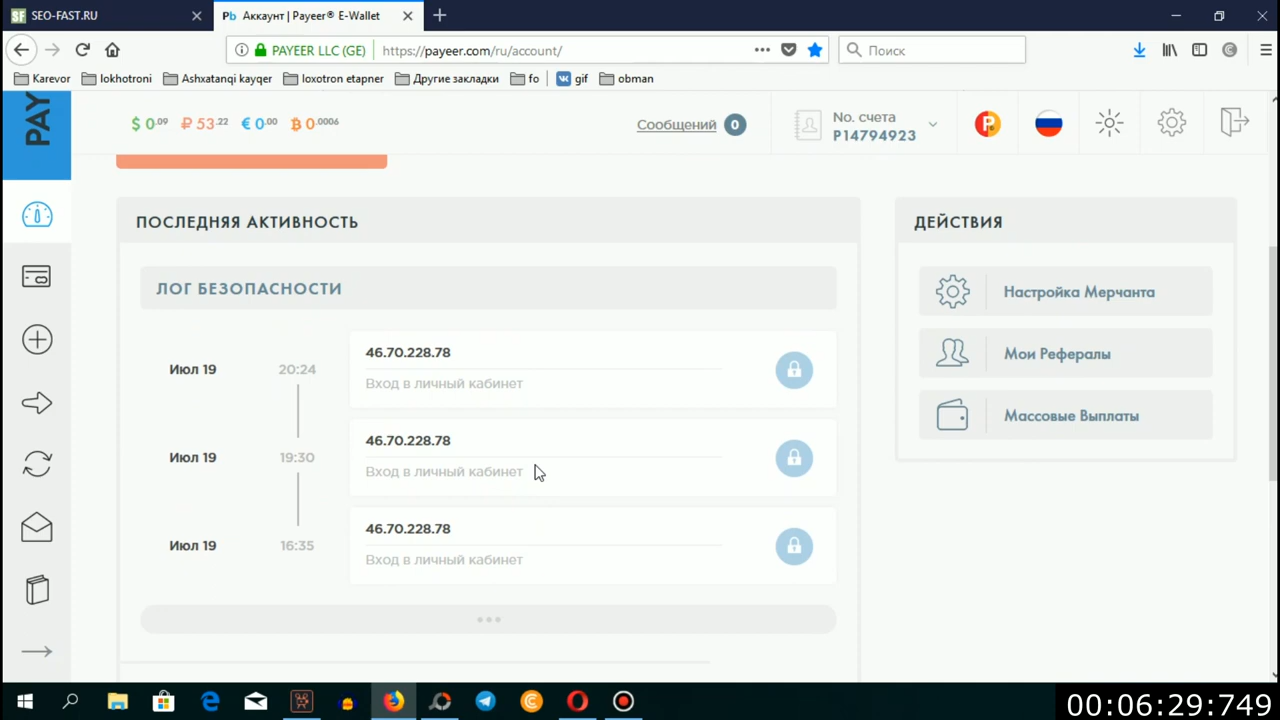 SEO-FAST.RU
Pb Аккаунт | Payeer® E-Wallet
PAYEER LLC (GE) https://payeer.com/ru/account/
Поиск
Karevor lokhotroni Ashxatanqi kayqer loxotron etapner Другие закладки fo gif obman
PAY
$ 0.09 ₽ 53.22 € 0.00 ₿ 0.0006
Сообщений 0
No. счета
P14794923
ПОСЛЕДНЯЯ АКТИВНОСТЬ
ЛОГ БЕЗОПАСНОСТИ
Июл 19 20:24
46.70.228.78
Вход в личный кабинет
Июл 19 19:30
46.70.228.78
Вход в личный кабинет
Июл 19 16:35
46.70.228.78
Вход в личный кабинет
ДЕЙСТВИЯ
Настройка Мерчанта
Мои Рефералы
Массовые Выплаты
00:06:29:749